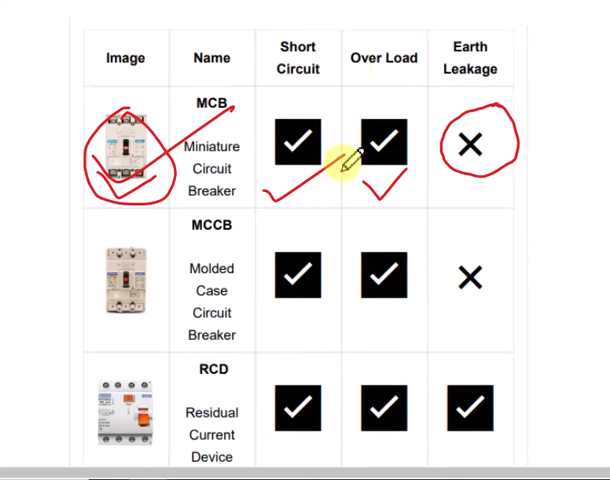 Image Name Short Circuit Over Load Earth Leakage
MCB
Miniature
Circuit
Breaker
MCCB
Molded
Case
Circuit
Breaker
RCD
Residual
Current
Device